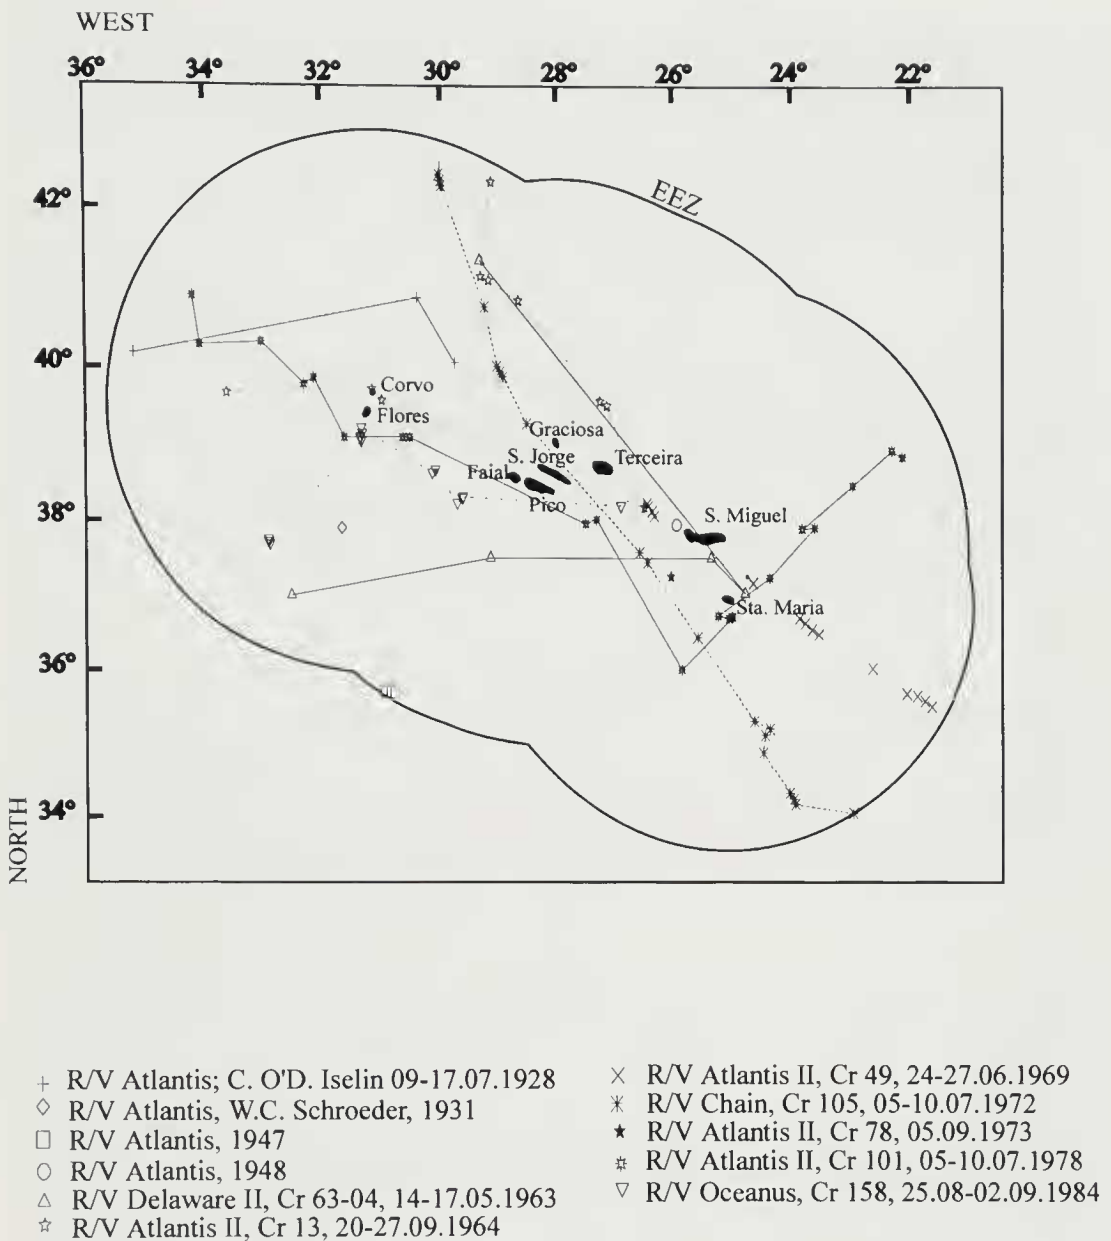 WEST
36° 34° 32° 30° 28° 26° 24° 22°
42°
EEZ
40°
Corvo
Flores
Graciosa
S. Jorge
Terceira
Faial
Pico
38°
S. Miguel
Sta. Maria
36°
34°
NORTH
R/V Atlantis; C. O'D. Iselin 09-17.07.1928
R/V Atlantis, W.C. Schroeder, 1931
R/V Atlantis, 1947
R/V Atlantis, 1948
R/V Delaware II, Cr 63-04, 14-17.05.1963
R/V Atlantis II, Cr 13, 20-27.09.1964
R/V Atlantis II, Cr 49, 24-27.06.1969
R/V Chain, Cr 105, 05-10.07.1972
R/V Atlantis II, Cr 78, 05.09.1973
R/V Atlantis II, Cr 101, 05-10.07.1978
R/V Oceanus, Cr 158, 25.08-02.09.1984